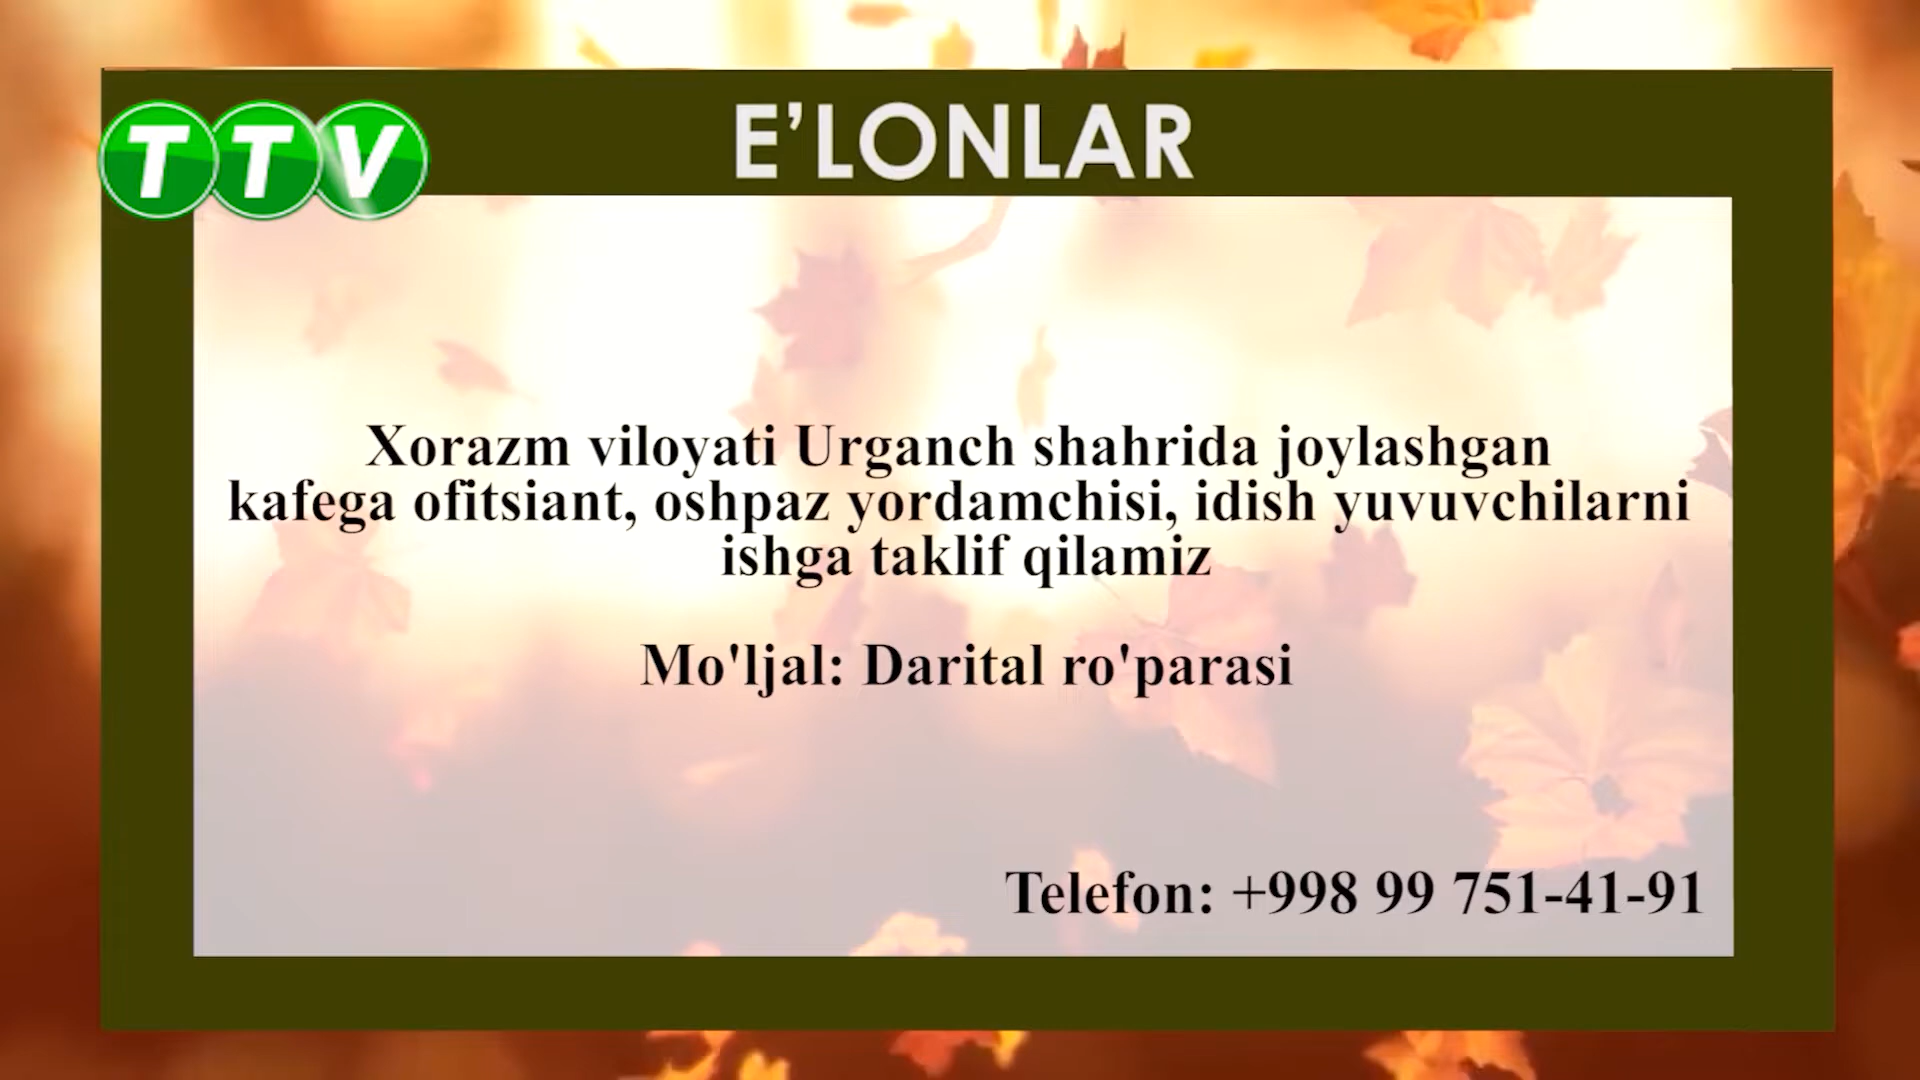 TTV
E’LONLAR
Xorazm viloyati Urganch shahrida joylashgan
kafega ofitsiant, oshpaz yordamchisi, idish yuvuvchilarni
ishga taklif qilamiz
Mo'ljal: Darital ro'parasi
Telefon: +998 99 751-41-91